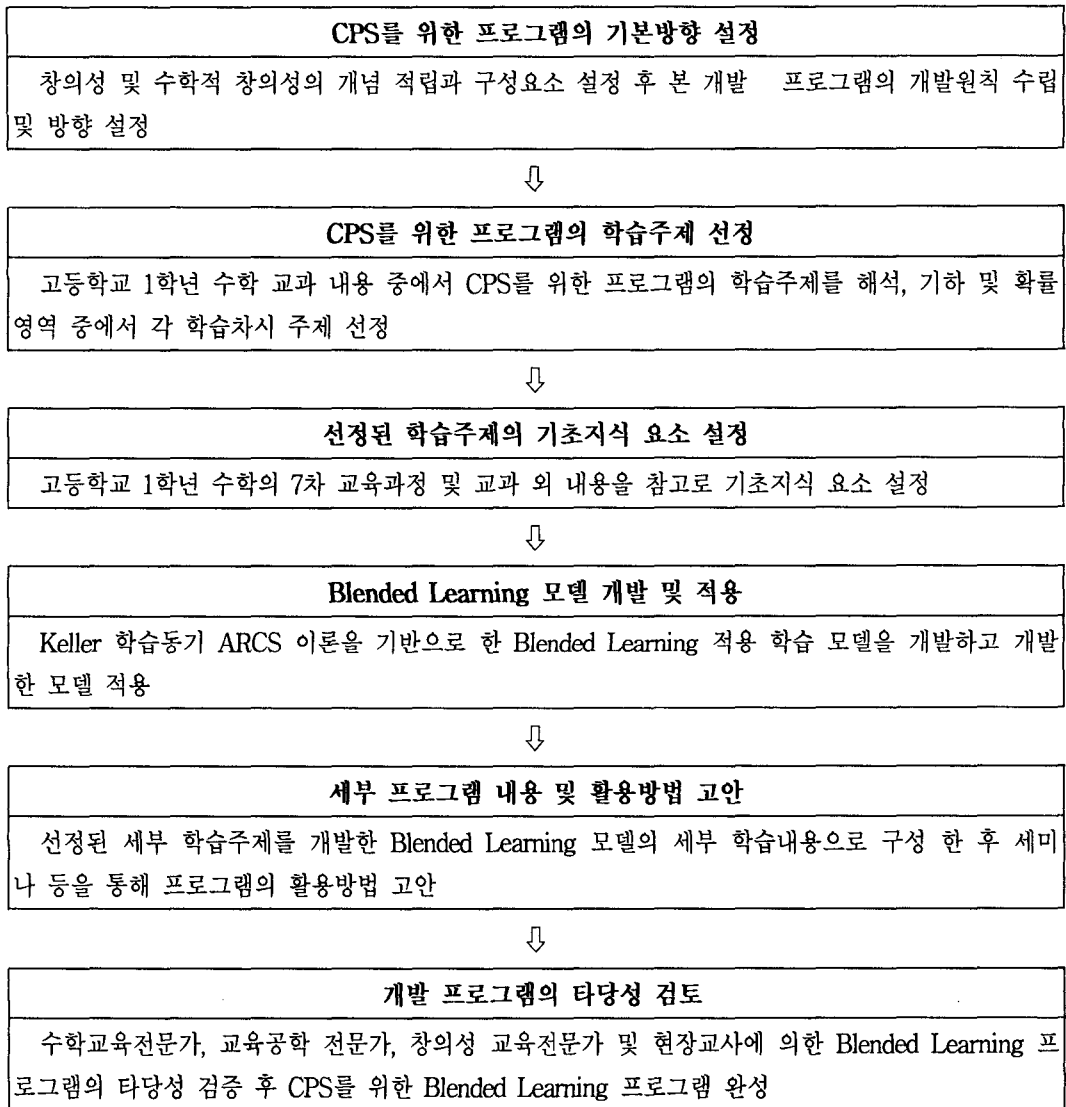 CPS를 위한 프로그램의 기본방향 설정
창의성 및 수학적 창의성의 개념 적립과 구성요소 설정 후 본 개발 프로그램의 개발원칙 수립
및 방향 설정
⇩
CPS를 위한 프로그램의 학습주제 선정
고등학교 1학년 수학 교과 내용 중에서 CPS를 위한 프로그램의 학습주제를 해석, 기하 및 확률
영역 중에서 각 학습차시 주제 선정
⇩
선정된 학습주제의 기초지식 요소 설정
고등학교 1학년 수학의 7차 교육과정 및 교과 외 내용을 참고로 기초지식 요소 설정
⇩
Blended Learning 모델 개발 및 적용
Keller 학습동기 ARCS 이론을 기반으로 한 Blended Learning 적용 학습 모델을 개발하고 개발
한 모델 적용
⇩
세부 프로그램 내용 및 활용방법 고안
선정된 세부 학습주제를 개발한 Blended Learning 모델의 세부 학습내용으로 구성 한 후 세미
나 등을 통해 프로그램의 활용방법 고안
⇩
개발 프로그램의 타당성 검토
수학교육전문가, 교육공학 전문가, 창의성 교육전문가 및 현장교사에 의한 Blended Learning 프
로그램의 타당성 검증 후 CPS를 위한 Blended Learning 프로그램 완성